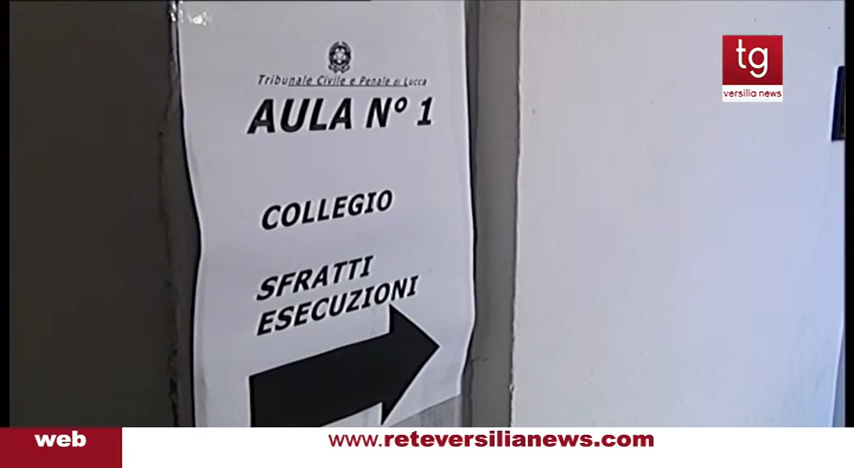 tg
versilia news
Tribunale Civile e Penale di Lucca
AULA N° 1
COLLEGIO
SFRATTI
ESECUZIONI
web
www.reteversilianews.com